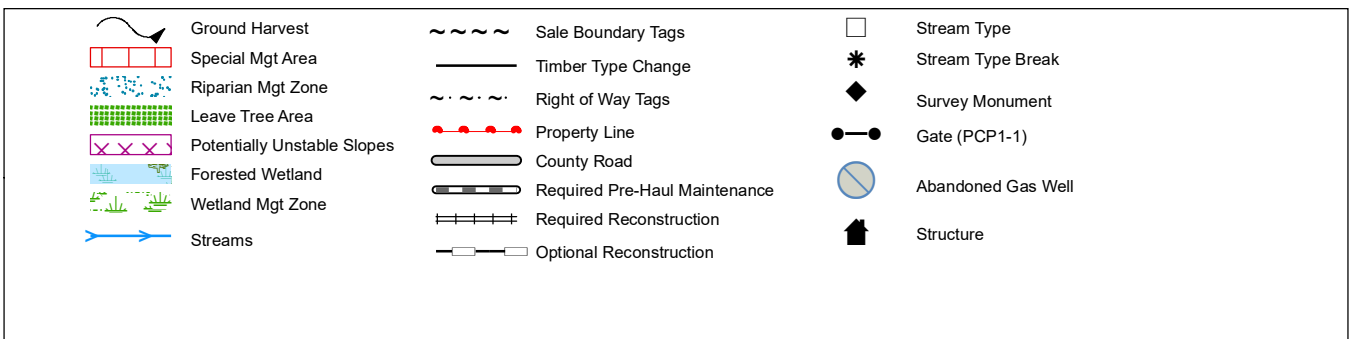 Ground Harvest
Special Mgt Area
Riparian Mgt Zone
Leave Tree Area
Potentially Unstable Slopes
Forested Wetland
Wetland Mgt Zone
Streams
Sale Boundary Tags
Timber Type Change
Right of Way Tags
Property Line
County Road
Required Pre-Haul Maintenance
Required Reconstruction
Optional Reconstruction
Stream Type
Stream Type Break
Survey Monument
Gate (PCP1-1)
Abandoned Gas Well
Structure